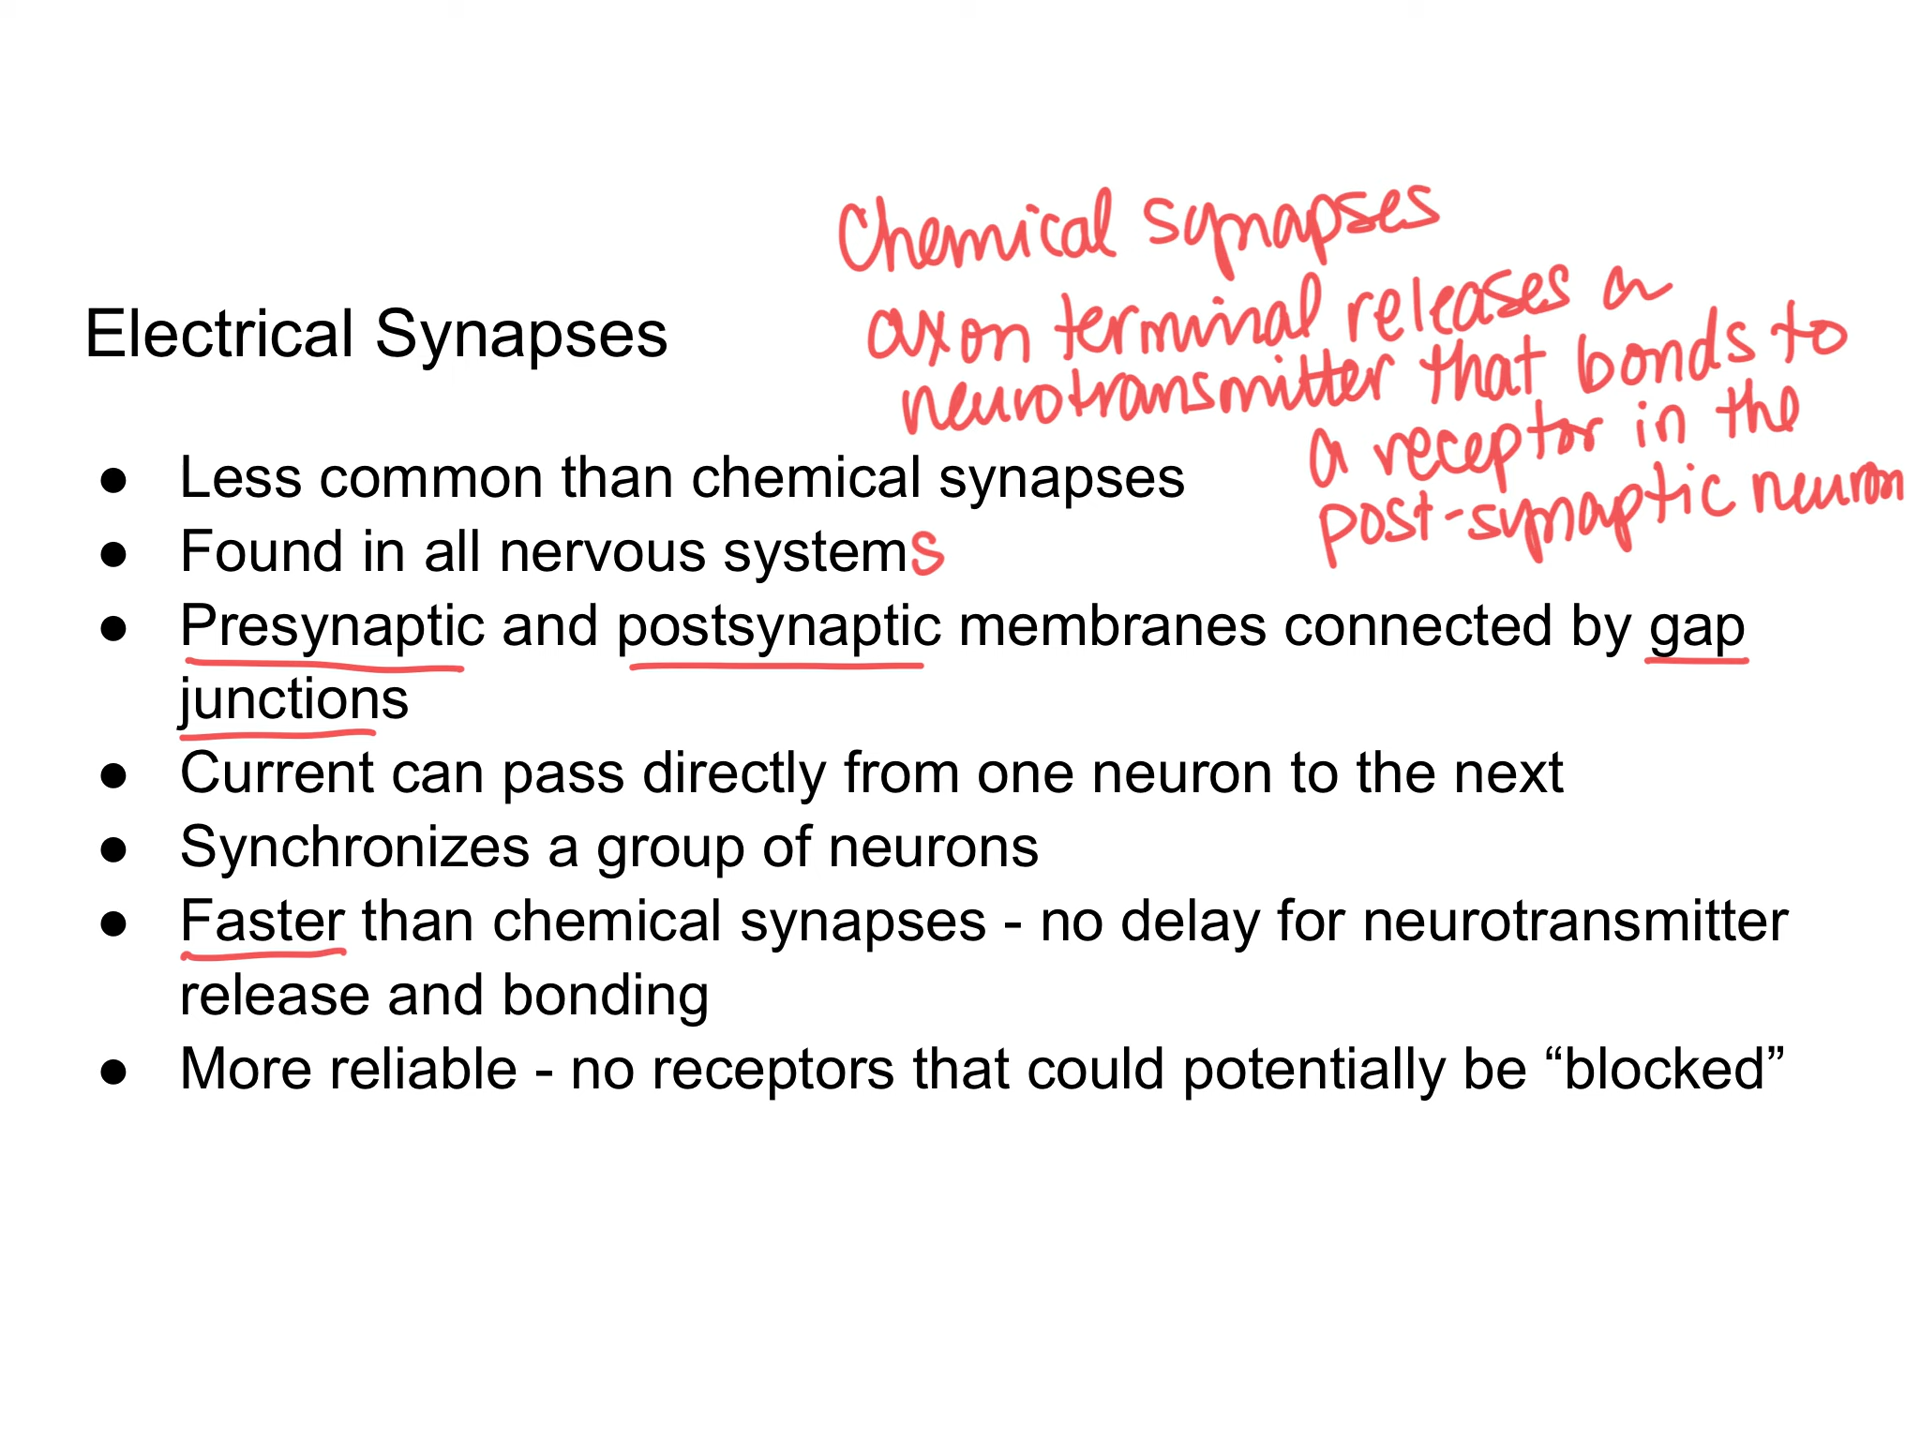 Chemical synapses
axon terminal releases a
neurotransmitter that bonds to
a receptor in the
post-synaptic neuron
Electrical Synapses
● Less common than chemical synapses
● Found in all nervous systems
● Presynaptic and postsynaptic membranes connected by gap
junctions
● Current can pass directly from one neuron to the next
● Synchronizes a group of neurons
● Faster than chemical synapses - no delay for neurotransmitter
release and bonding
● More reliable - no receptors that could potentially be “blocked”